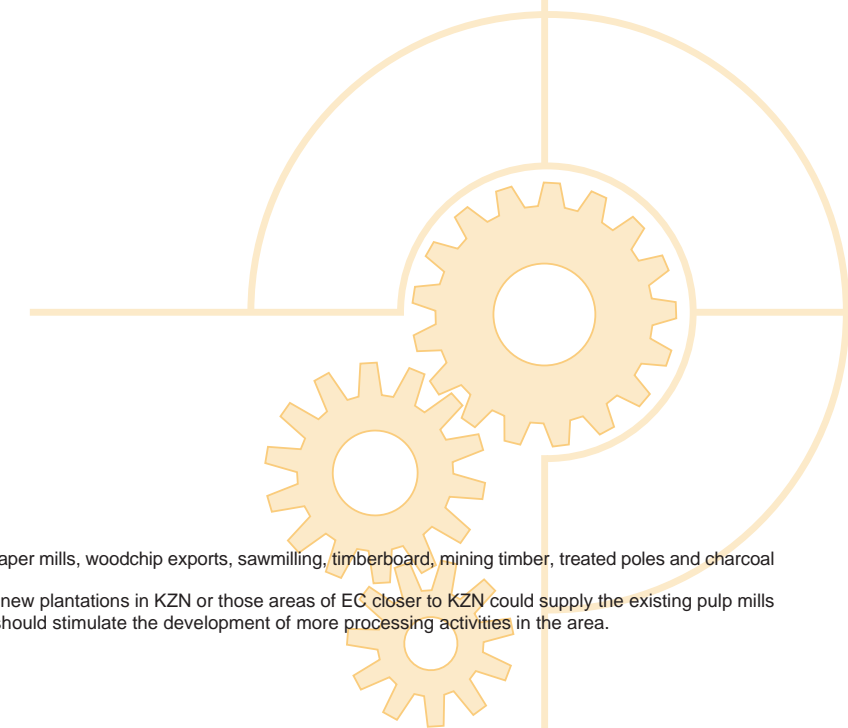 aper mills, woodchip exports, sawmilling, timberboard, mining timber, treated poles and charcoal
new plantations in KZN or those areas of EC closer to KZN could supply the existing pulp mills
should stimulate the development of more processing activities in the area.